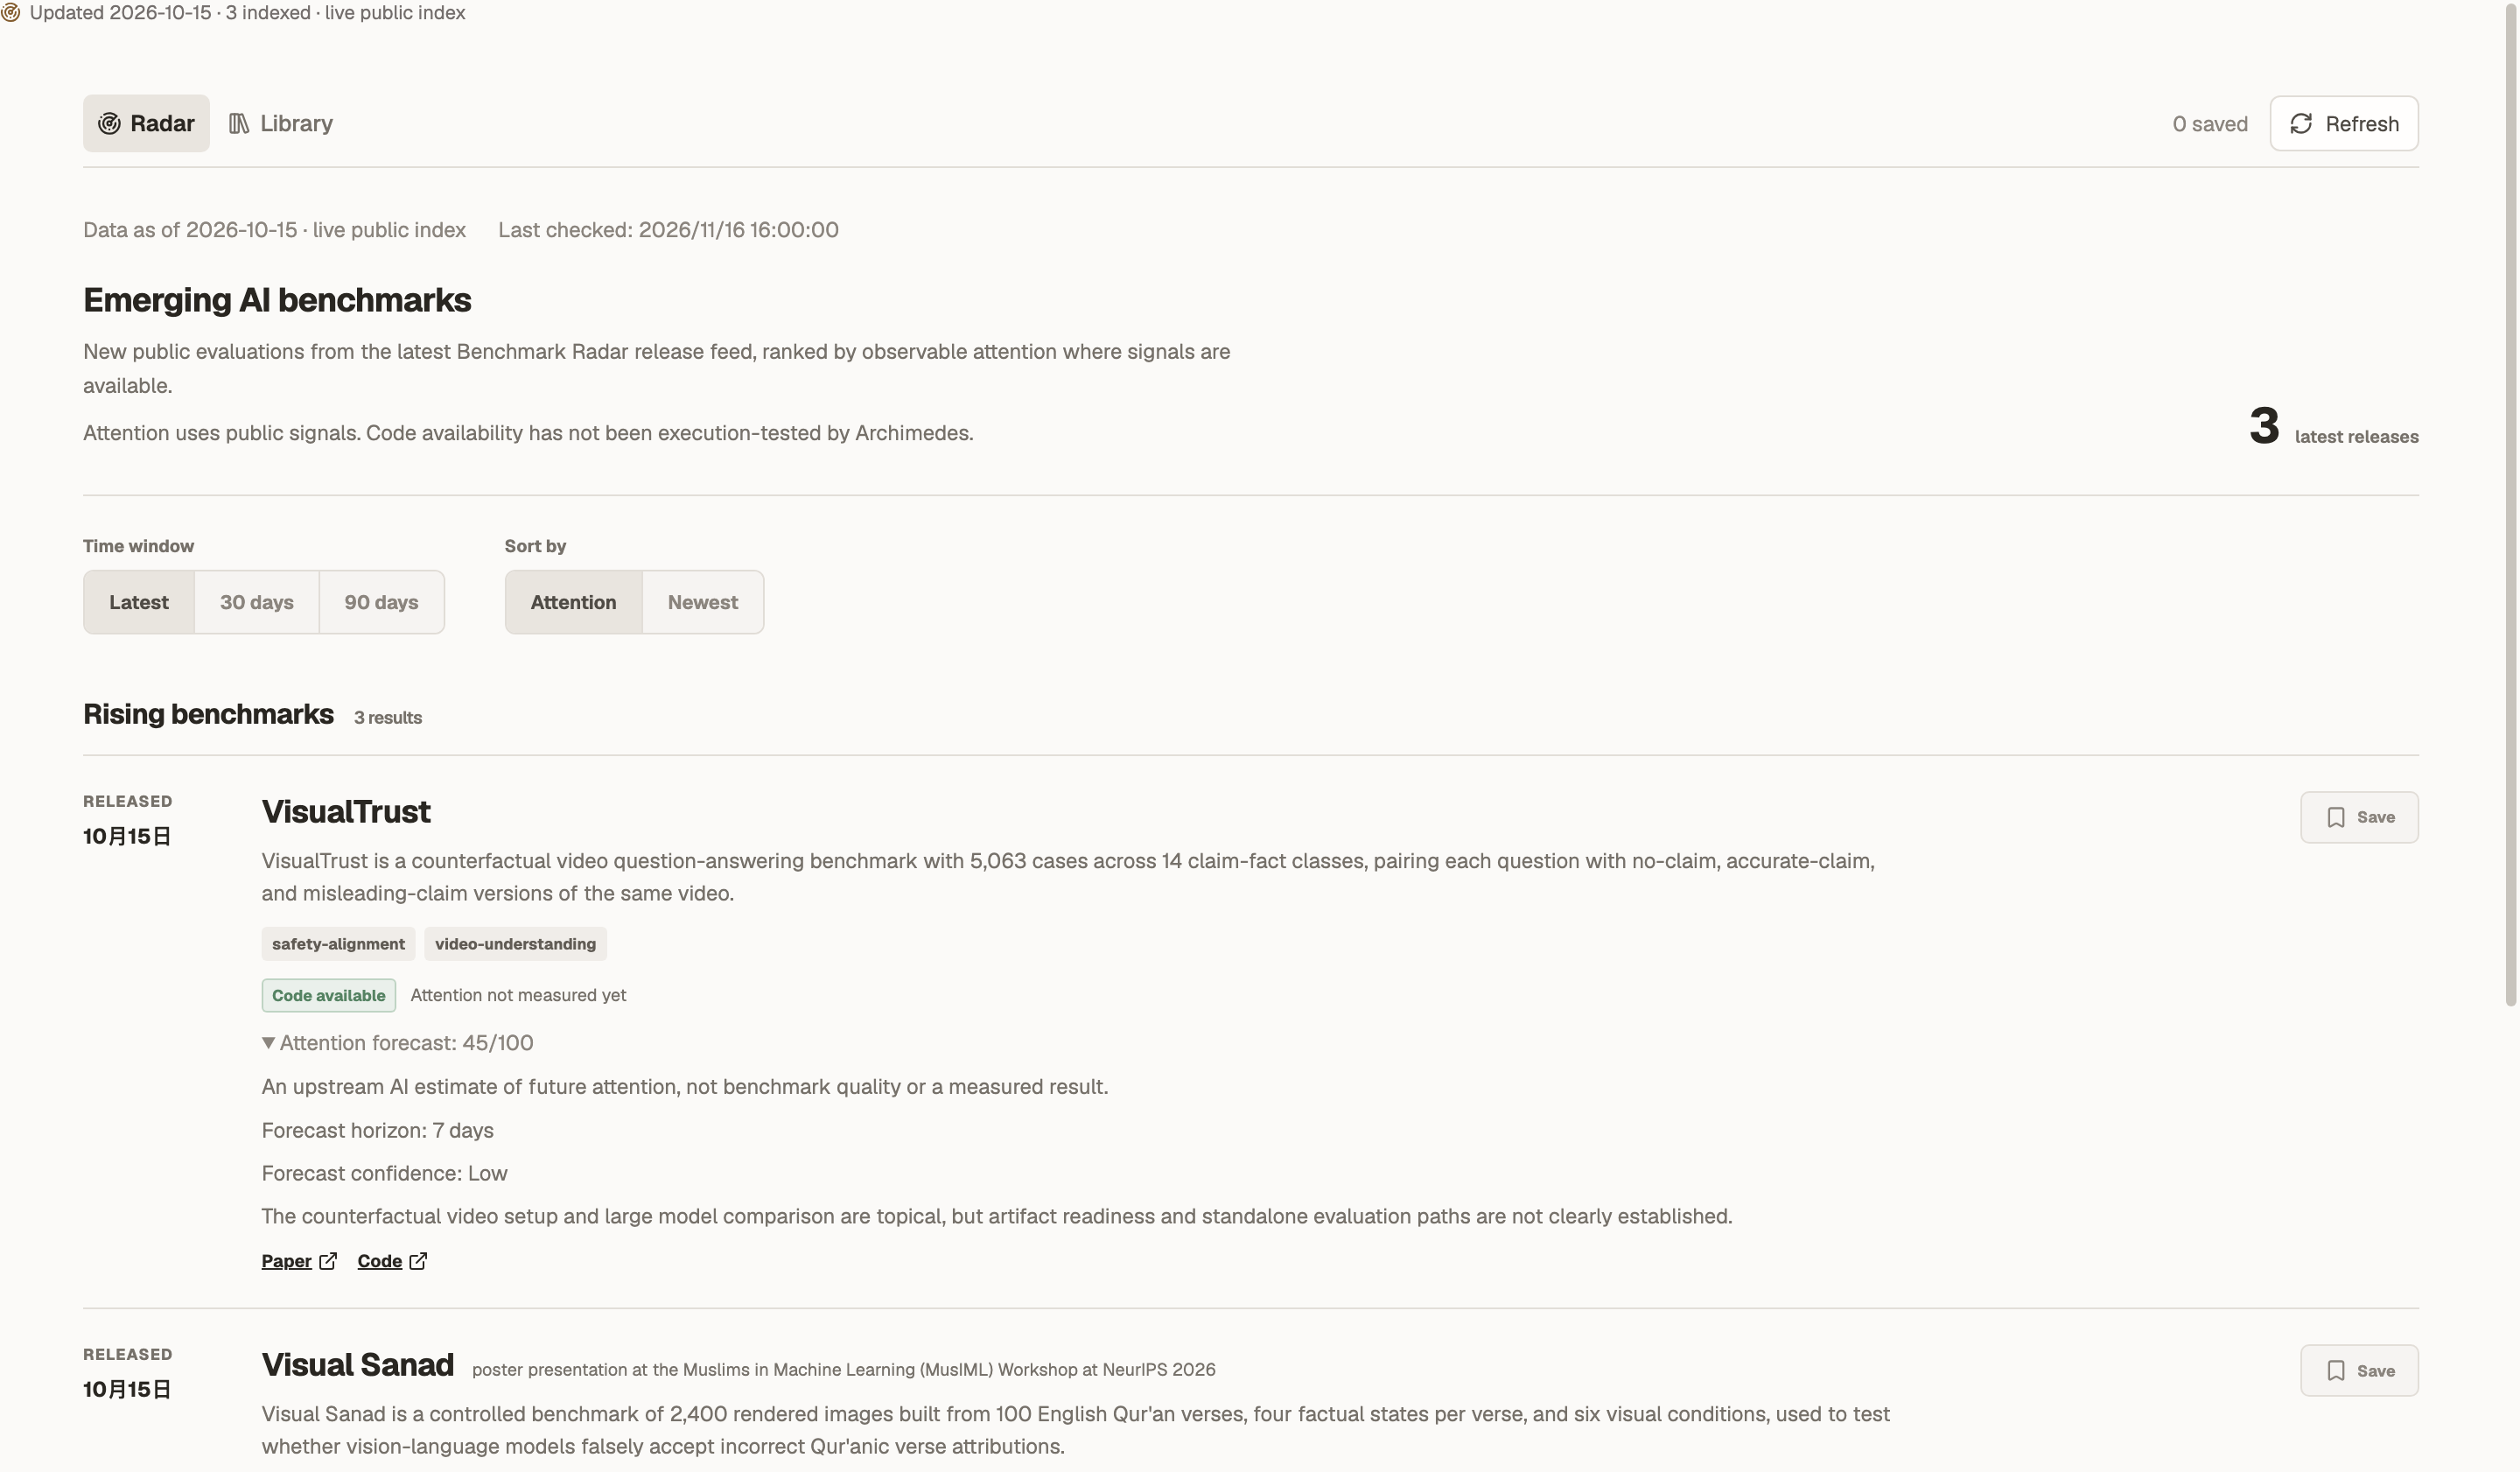 Updated 2026-10-15 · 3 indexed · live public index
Radar
Library
0 saved
Refresh
Data as of 2026-10-15 · live public index
Last checked: 2026/11/16 16:00:00
Emerging AI benchmarks
New public evaluations from the latest Benchmark Radar release feed, ranked by observable attention where signals are
available.
Attention uses public signals. Code availability has not been execution-tested by Archimedes.
3 latest releases
Time window
Sort by
Latest
30 days
90 days
Attention
Newest
Rising benchmarks 3 results
RELEASED
10月15日
VisualTrust
Save
VisualTrust is a counterfactual video question-answering benchmark with 5,063 cases across 14 claim-fact classes, pairing each question with no-claim, accurate-claim,
and misleading-claim versions of the same video.
safety-alignment
video-understanding
Code available
Attention not measured yet
Attention forecast: 45/100
An upstream AI estimate of future attention, not benchmark quality or a measured result.
Forecast horizon: 7 days
Forecast confidence: Low
The counterfactual video setup and large model comparison are topical, but artifact readiness and standalone evaluation paths are not clearly established.
Paper
Code
RELEASED
10月15日
Visual Sanad poster presentation at the Muslims in Machine Learning (MusIML) Workshop at NeurIPS 2026
Save
Visual Sanad is a controlled benchmark of 2,400 rendered images built from 100 English Qur'an verses, four factual states per verse, and six visual conditions, used to test
whether vision-language models falsely accept incorrect Qur'anic verse attributions.